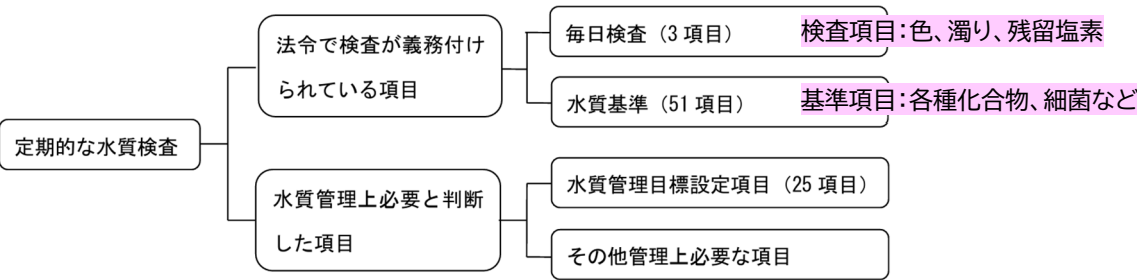 定期的な水質検査
法令で検査が義務付け
られている項目
毎日検査（3 項目）
検査項目：色、濁り、残留塩素
水質基準（51 項目）
基準項目：各種化合物、細菌など
水質管理上必要と判断
した項目
水質管理目標設定項目（25 項目）
その他管理上必要な項目